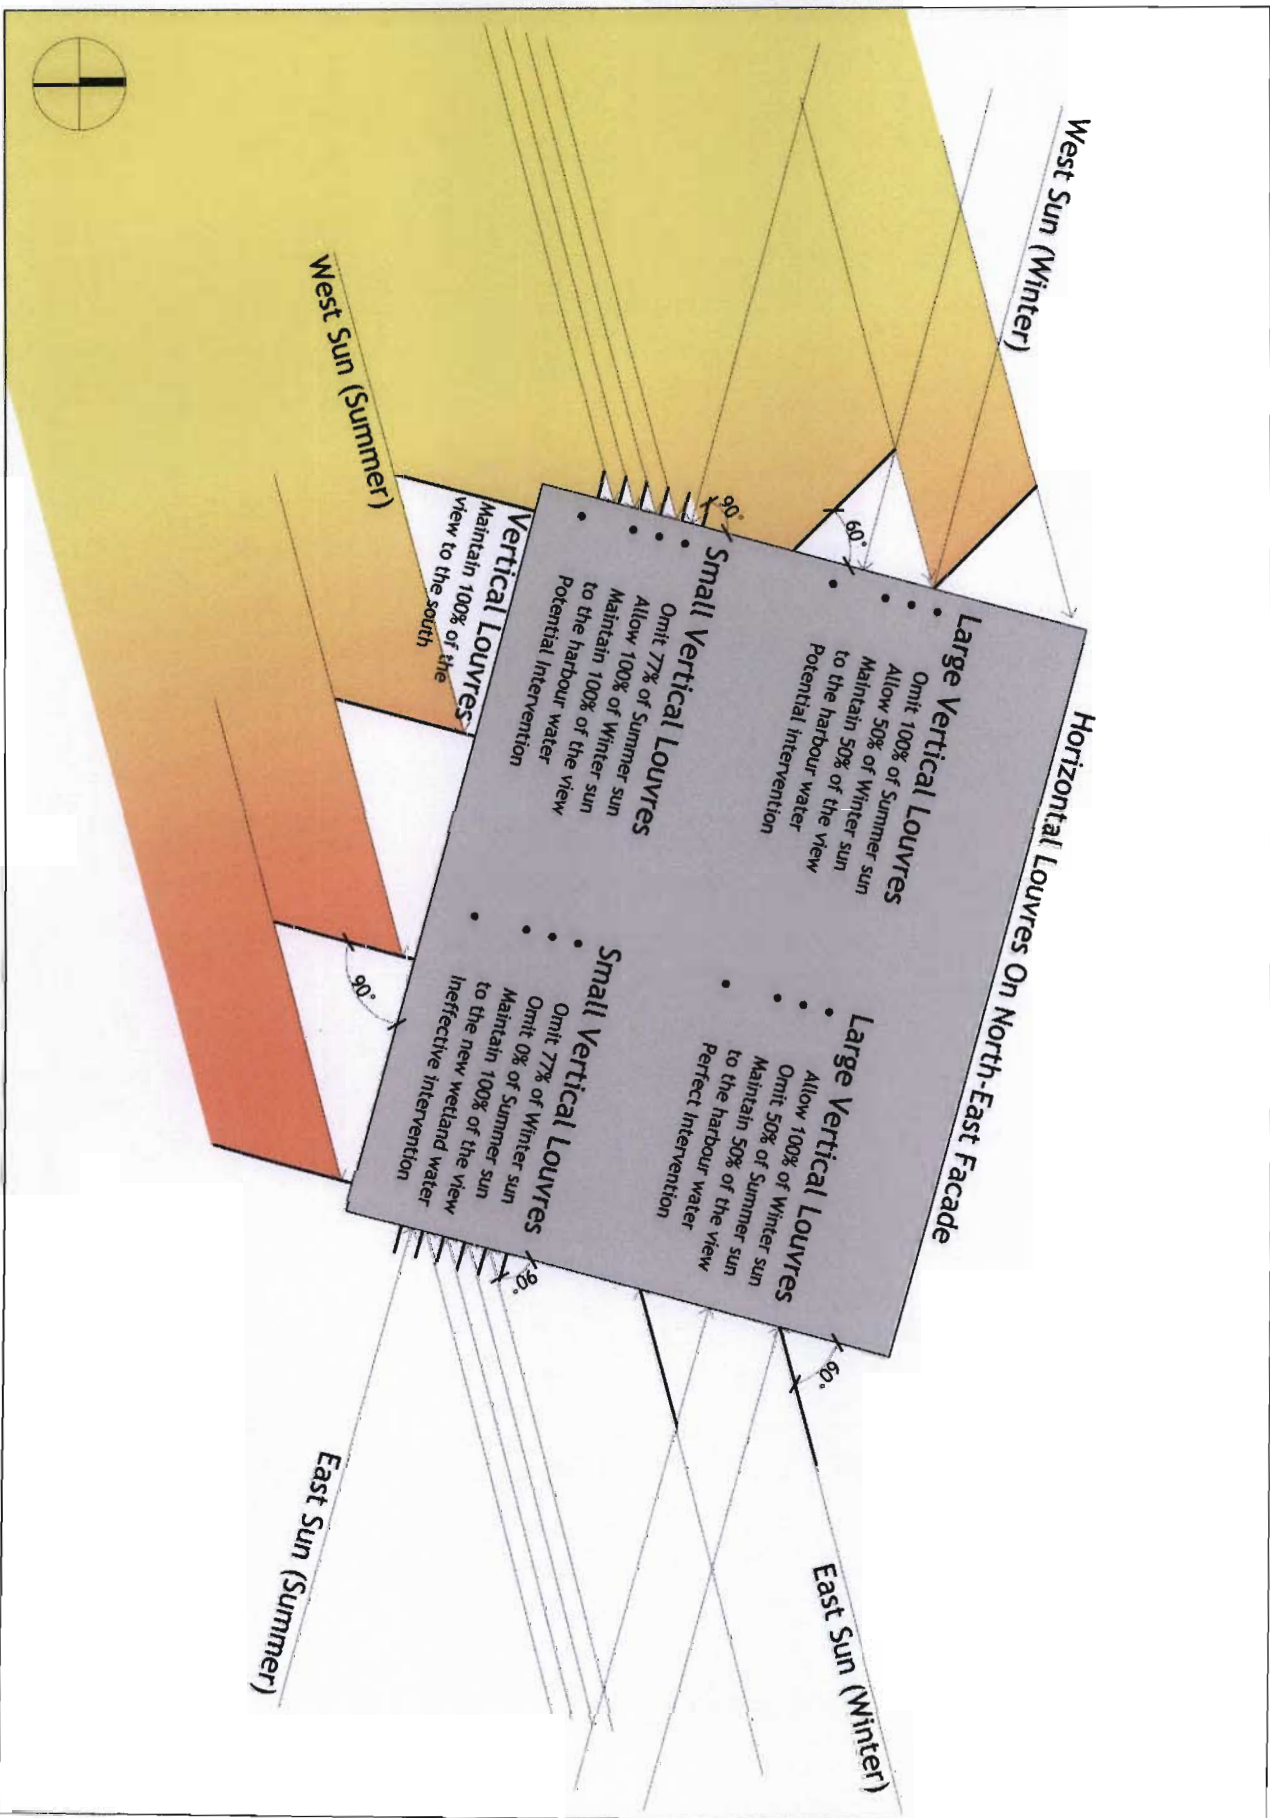 West Sun (Winter)
Horizontal Louvres On North-East Facade
60°
Large Vertical Louvres
• Omit 100% of Summer sun
• Allow 50% of Winter sun
• Maintain 50% of the view
to the harbour water
• Potential intervention
Large Vertical Louvres
• Allow 100% of Winter sun
• Omit 50% of Summer sun
• Maintain 50% of the view
to the harbour water
• Perfect Intervention
60°
East Sun (Winter)
90°
Small Vertical Louvres
• Omit 77% of Summer sun
• Allow 100% of Winter sun
• Maintain 100% of the view
to the harbour water
• Potential Intervention
Small Vertical Louvres
• Omit 77% of Winter sun
• Omit 0% of Summer sun
• Maintain 100% of the view
to the new wetland water
• Ineffective intervention
90°
Vertical Louvres
Maintain 100% of the
view to the south
West Sun (Summer)
90°
East Sun (Summer)